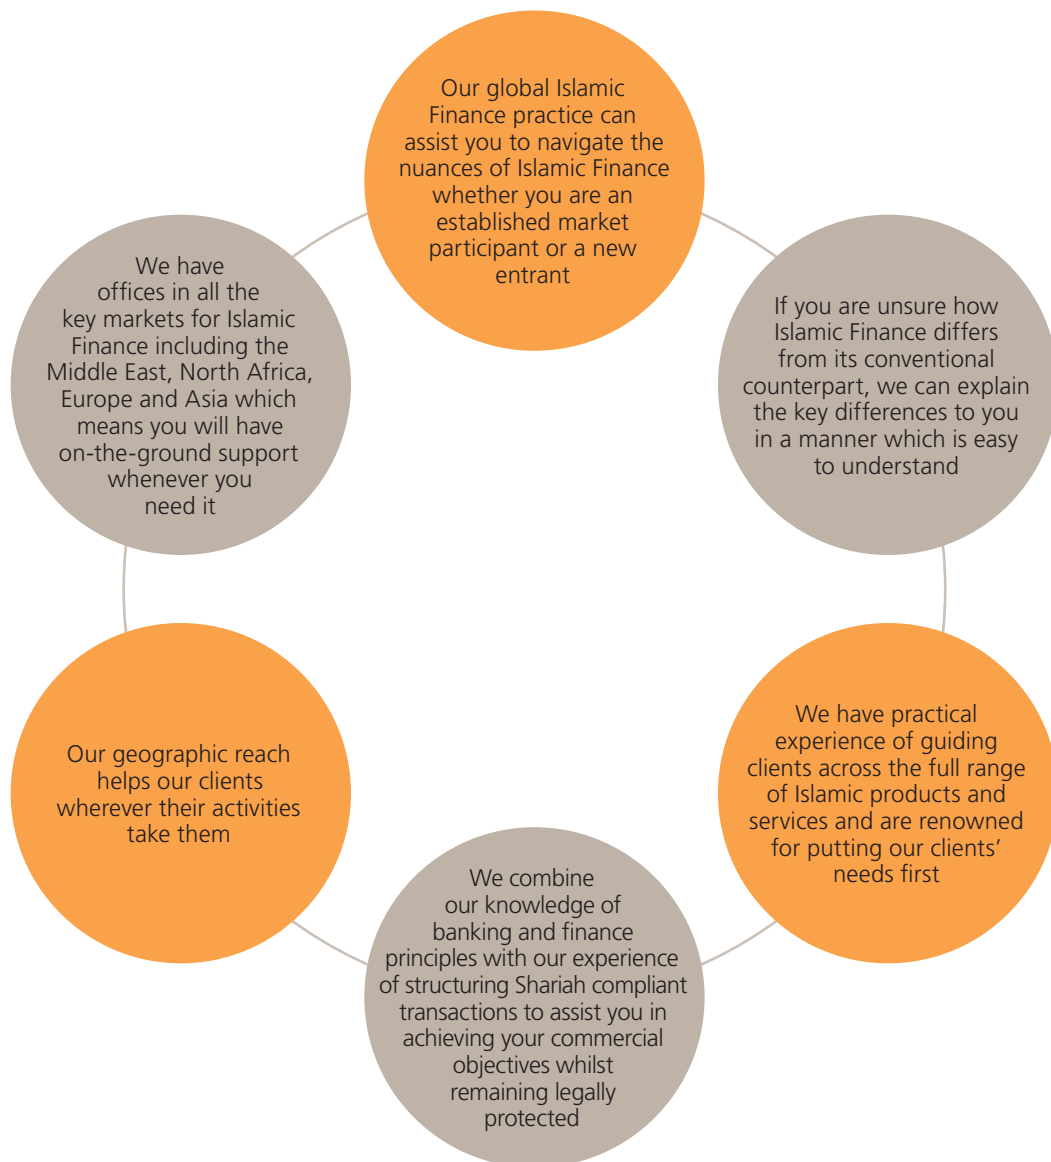 Our global Islamic
Finance practice can
assist you to navigate the
nuances of Islamic Finance
whether you are an
established market
participant or a new
entrant
If you are unsure how
Islamic Finance differs
from its conventional
counterpart, we can explain
the key differences to you
in a manner which is easy
to understand
We have practical
experience of guiding
clients across the full range
of Islamic products and
services and are renowned
for putting our clients’
needs first
We combine
our knowledge of
banking and finance
principles with our experience
of structuring Shariah compliant
transactions to assist you in
achieving your commercial
objectives whilst
remaining legally
protected
Our geographic reach
helps our clients
wherever their activities
take them
We have
offices in all the
key markets for Islamic
Finance including the
Middle East, North Africa,
Europe and Asia which
means you will have
on-the-ground support
whenever you
need it